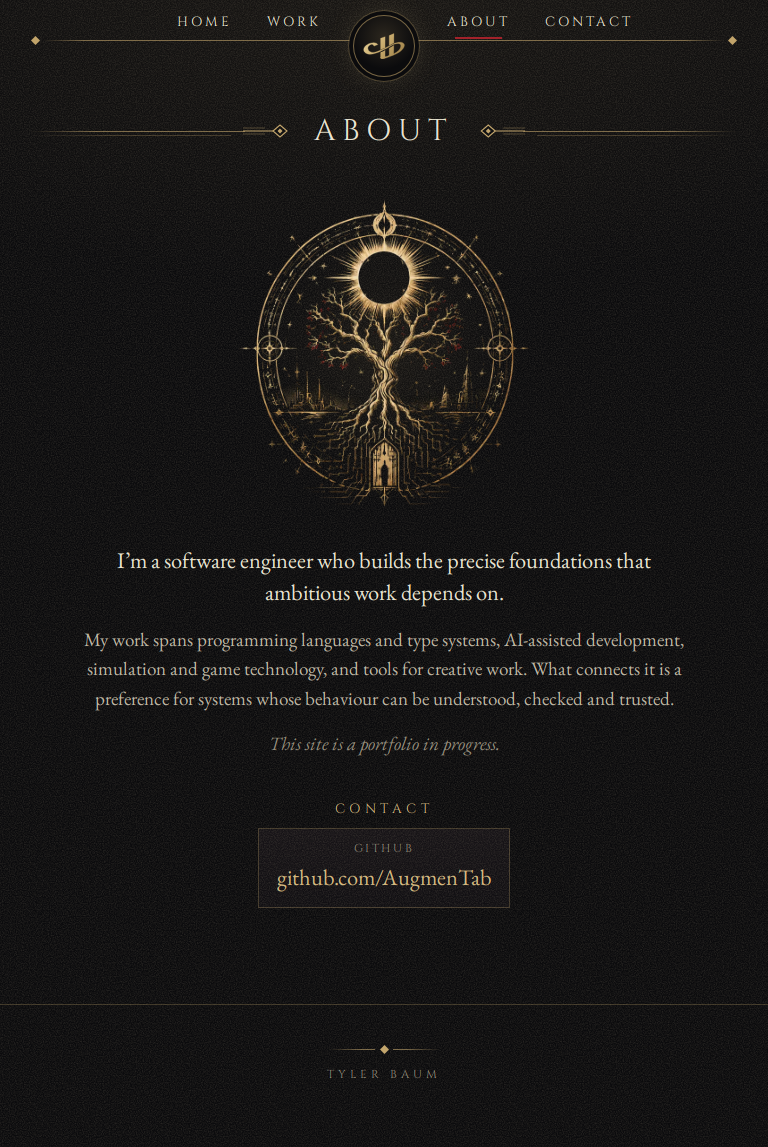 HOME WORK ABOUT CONTACT
ABOUT
I’m a software engineer who builds the precise foundations that
ambitious work depends on.
My work spans programming languages and type systems, AI-assisted development,
simulation and game technology, and tools for creative work. What connects it is a
preference for systems whose behaviour can be understood, checked and trusted.
This site is a portfolio in progress.
CONTACT
GITHUB
github.com/AugmenTab
TYLER BAUM